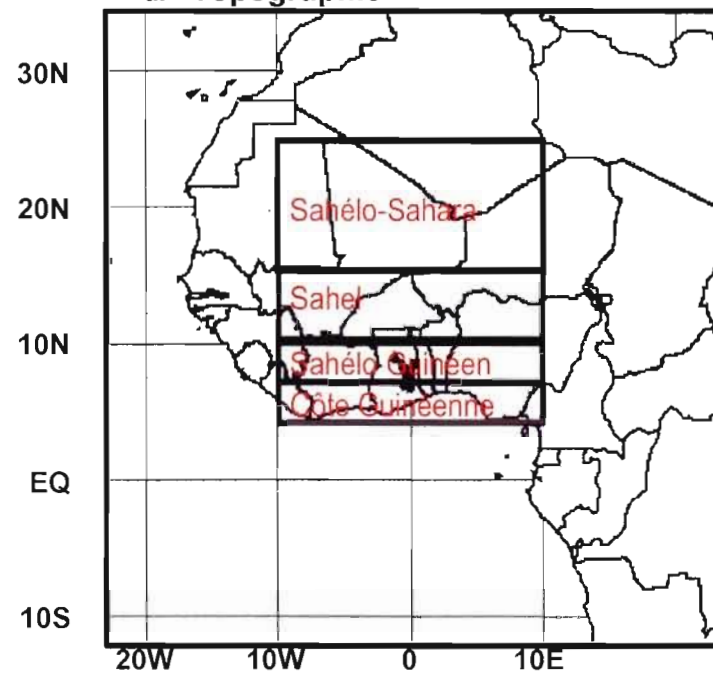 30N
20N
Sahélo-Sahara
Sahel
10N
Sahélo Guinéen
Côte Guinéenne
EQ
10S
20W 10W 0 10E